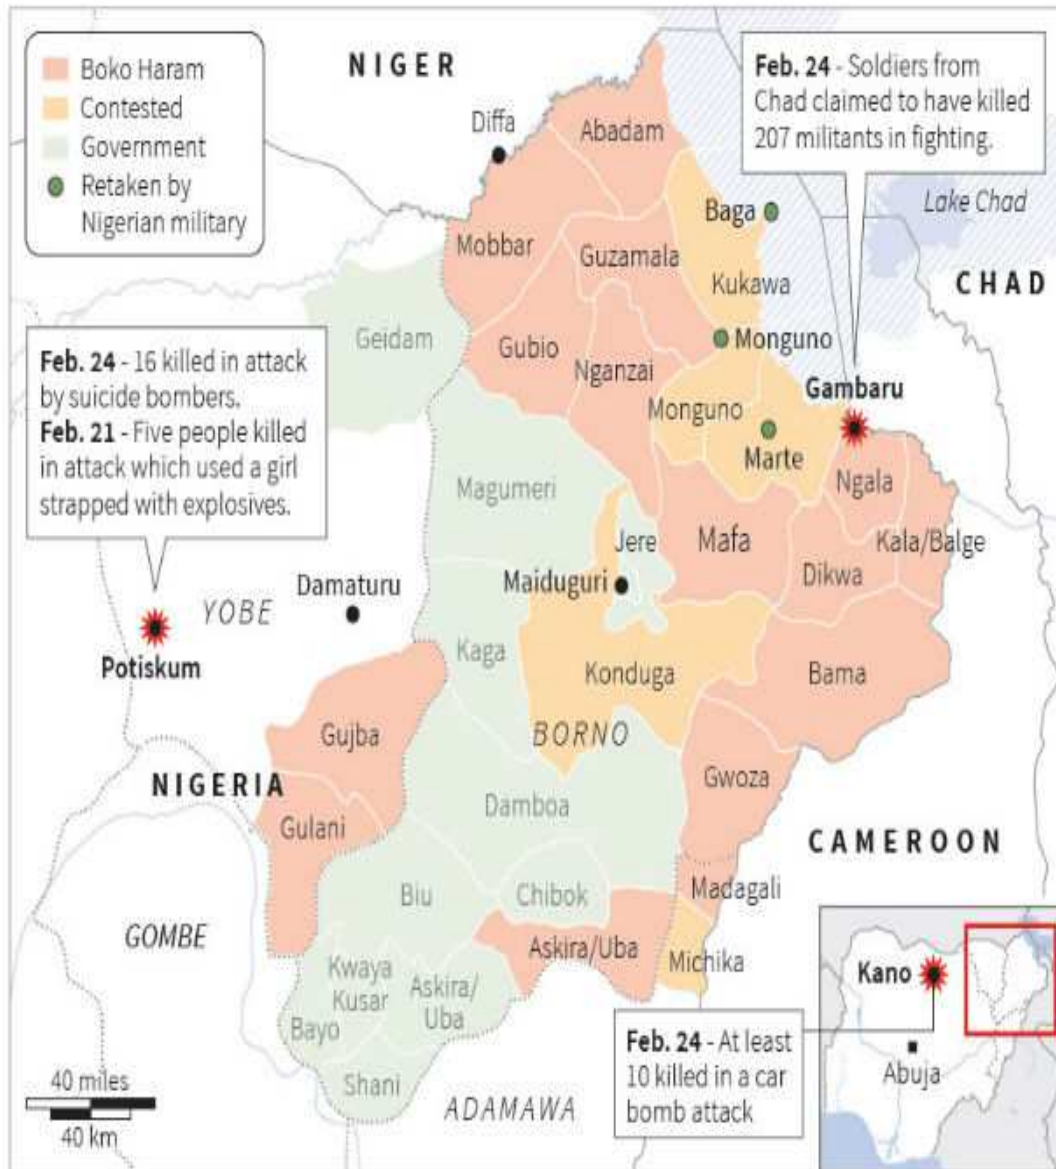 Boko Haram
Contested
Government
Retaken by
Nigerian military
NIGER
Diffa
Abadam
Feb. 24 - Soldiers from
Chad claimed to have killed
207 militants in fighting.
Lake Chad
CHAD
Baga
Mobbar
Guzamala
Kukawa
Geidam
Gubio
Nganzai
Monguno
Monguno
Gambaru
Marte
Ngala
Feb. 24 - 16 killed in attack
by suicide bombers.
Feb. 21 - Five people killed
in attack which used a girl
strapped with explosives.
Magumeri
Jere
Mafa
Kala/Balge
Dikwa
Maiduguri
Damaturu
YOBE
Potiskum
Kaga
Konduga
Bama
BORNO
Gujba
NIGERIA
Gulani
Damboa
Gwoza
CAMEROON
Biu
Chibok
Madagali
GOMBE
Askira/Uba
Michika
Kwaya
Kusar
Askira/
Uba
Bayo
Shani
ADAMAWA
Feb. 24 - At least
10 killed in a car
bomb attack
Kano
Abuja
40 miles
40 km